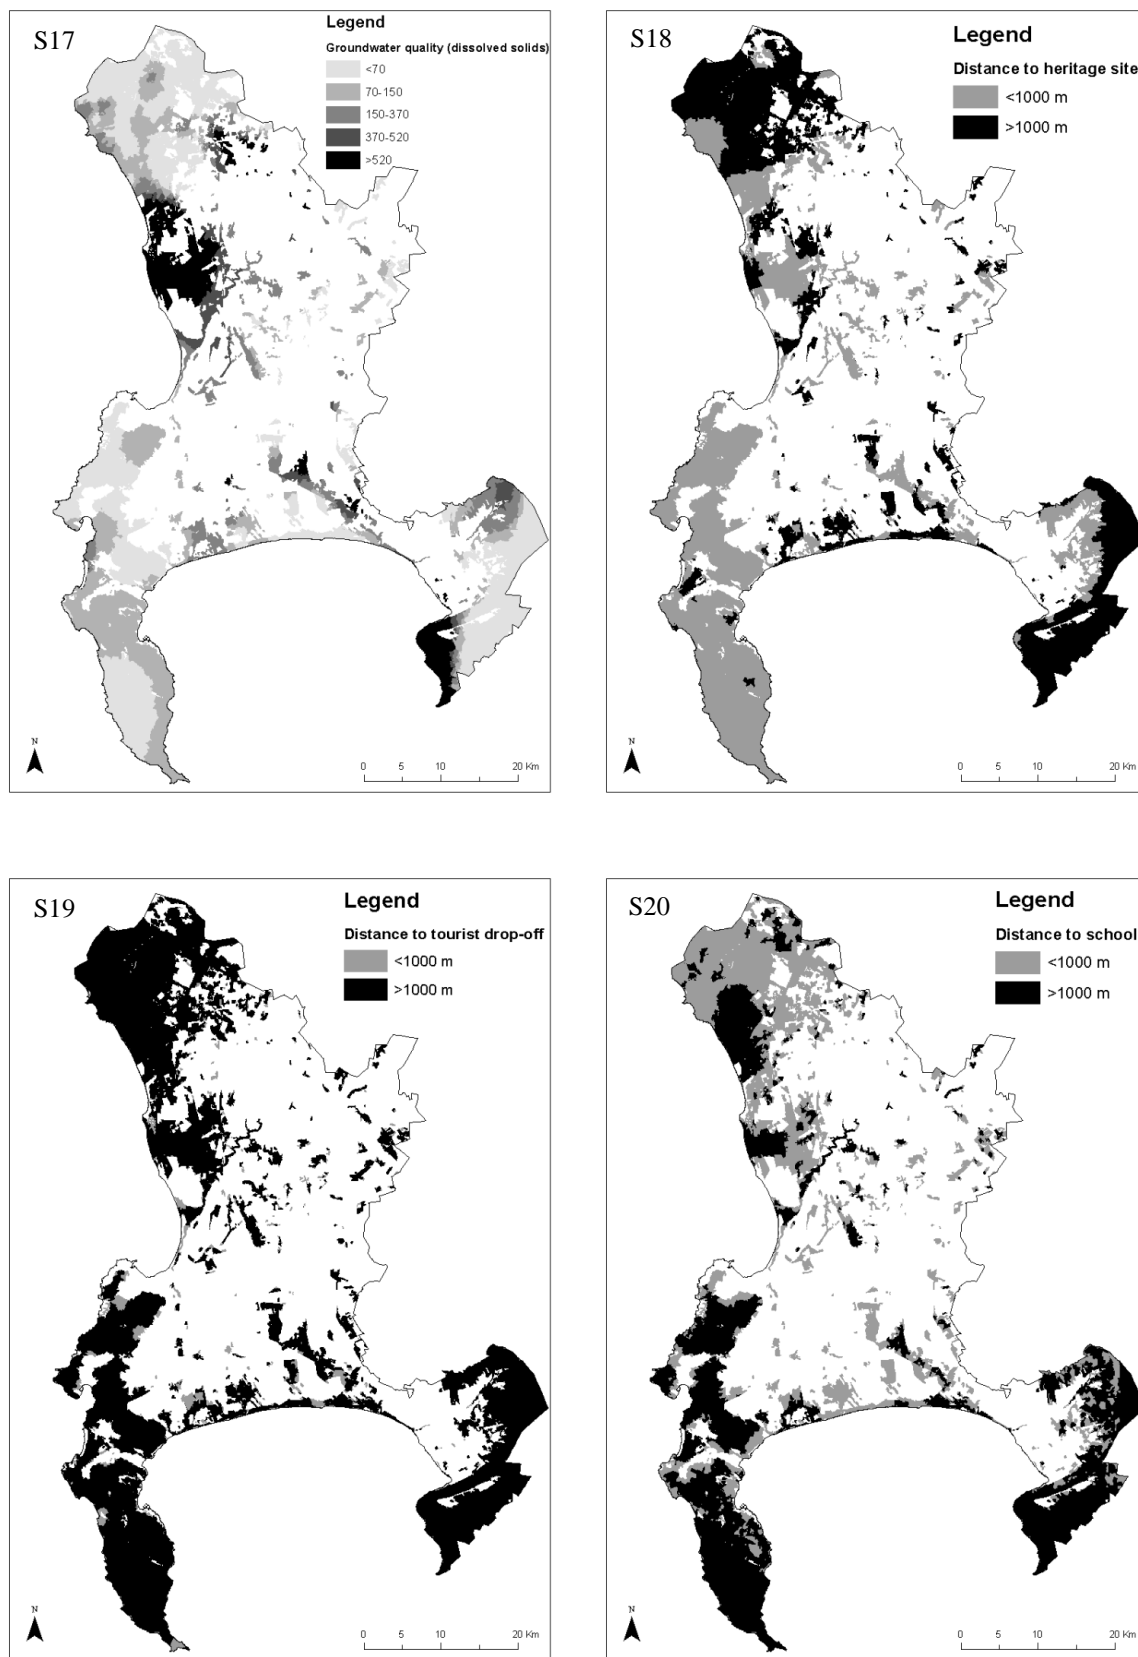 S17
Legend
Groundwater quality (dissolved solids)
<70
70-150
150-370
370-520
>520
N
0 5 10 20 Km
S18
Legend
Distance to heritage site
<1000 m
>1000 m
N
0 5 10 20 Km
S19
Legend
Distance to tourist drop-off
<1000 m
>1000 m
N
0 5 10 20 Km
S20
Legend
Distance to school
<1000 m
>1000 m
N
0 5 10 20 Km